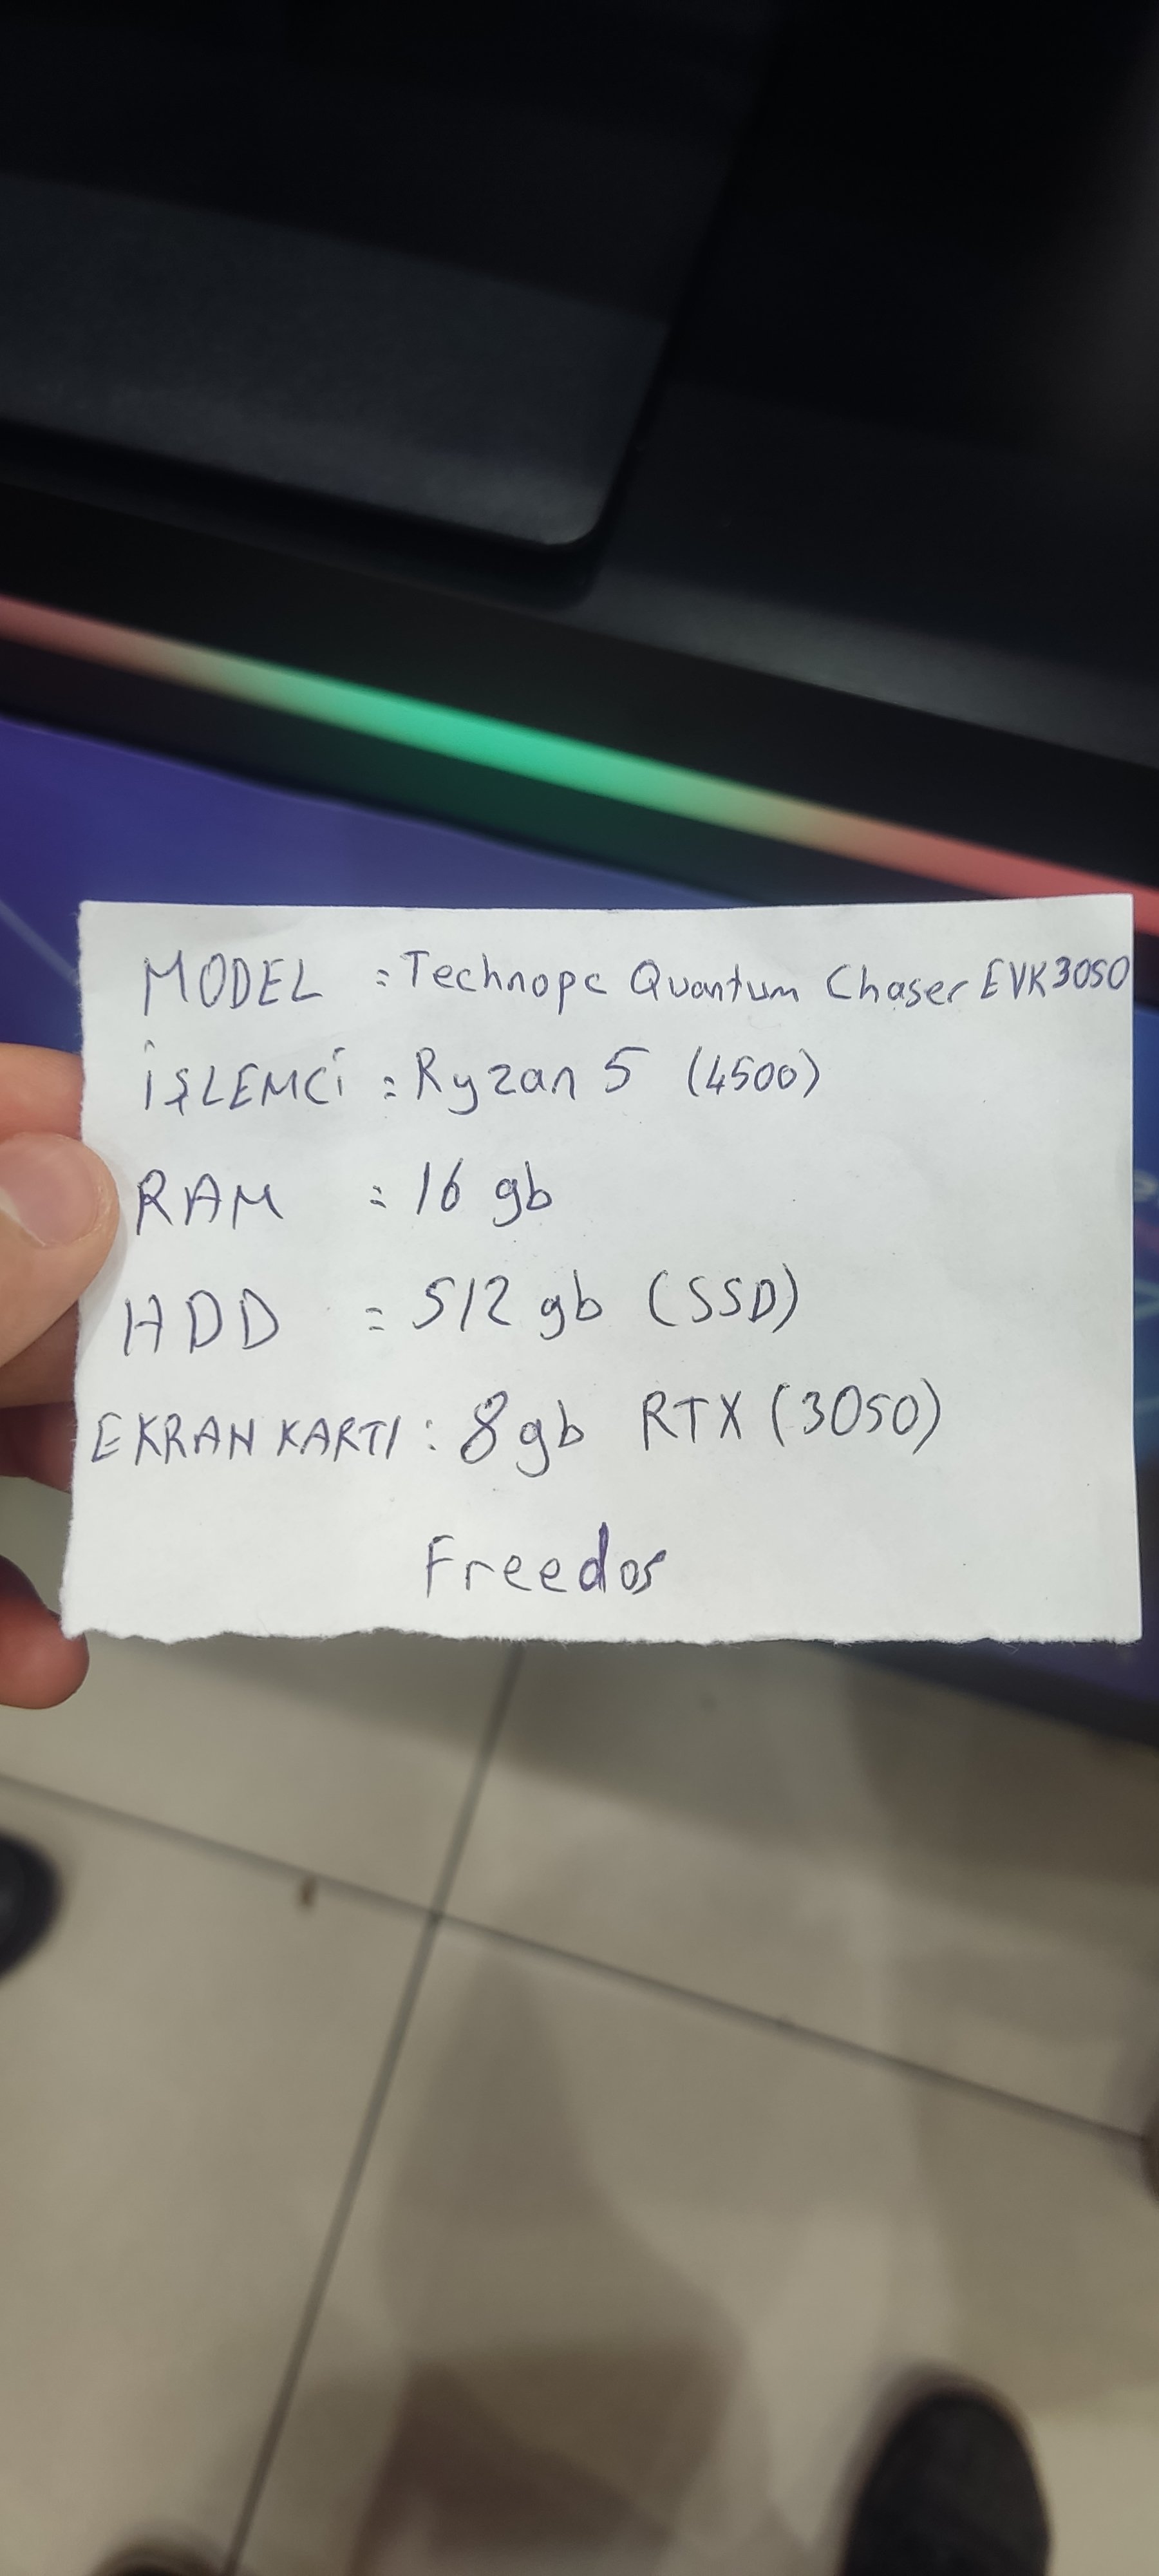 MODEL : Technopc Quantum Chaser EVK3050
İŞLEMCİ : Ryzan 5 (4500)
RAM : 16 gb
HDD = 512 gb (SSD)
EKRAN KARTI : 8gb RTX (3050)
Freedos